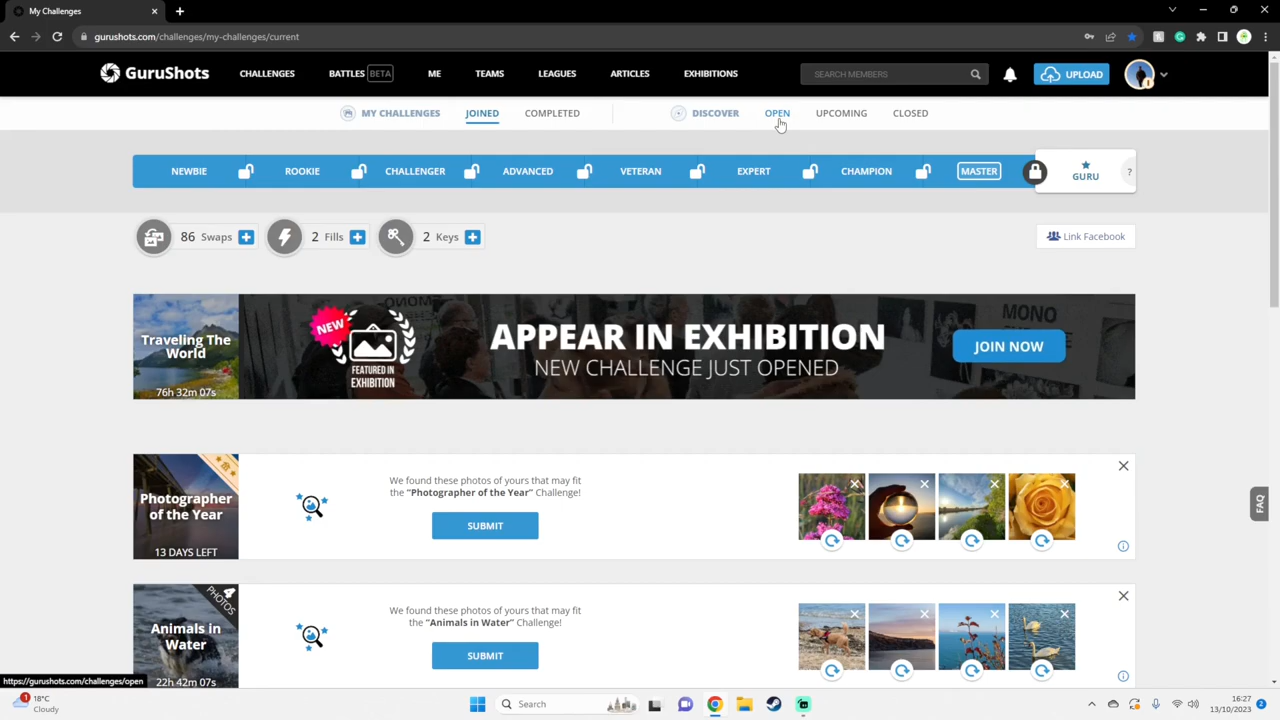 My Challenges
gurushots.com/challenges/my-challenges/current
GuruShots
CHALLENGES
BATTLES BETA
ME
TEAMS
LEAGUES
ARTICLES
EXHIBITIONS
SEARCH MEMBERS
UPLOAD
MY CHALLENGES
JOINED
COMPLETED
DISCOVER
OPEN
UPCOMING
CLOSED
NEWBIE
ROOKIE
CHALLENGER
ADVANCED
VETERAN
EXPERT
CHAMPION
MASTER
GURU
?
86 Swaps
2 Fills
2 Keys
Link Facebook
Traveling The
World
76h 32m 07s
NEW
FEATURED IN
EXHIBITION
APPEAR IN EXHIBITION
NEW CHALLENGE JUST OPENED
JOIN NOW
Photographer
of the Year
13 DAYS LEFT
We found these photos of yours that may fit
the "Photographer of the Year" Challenge!
SUBMIT
FAQ
4
PHOTOS
Animals in
Water
22h 42m 07s
We found these photos of yours that may fit
the "Animals in Water" Challenge!
SUBMIT
https://gurushots.com/challenges/open
1
18°C
Cloudy
Search
16:27
13/10/2023
2